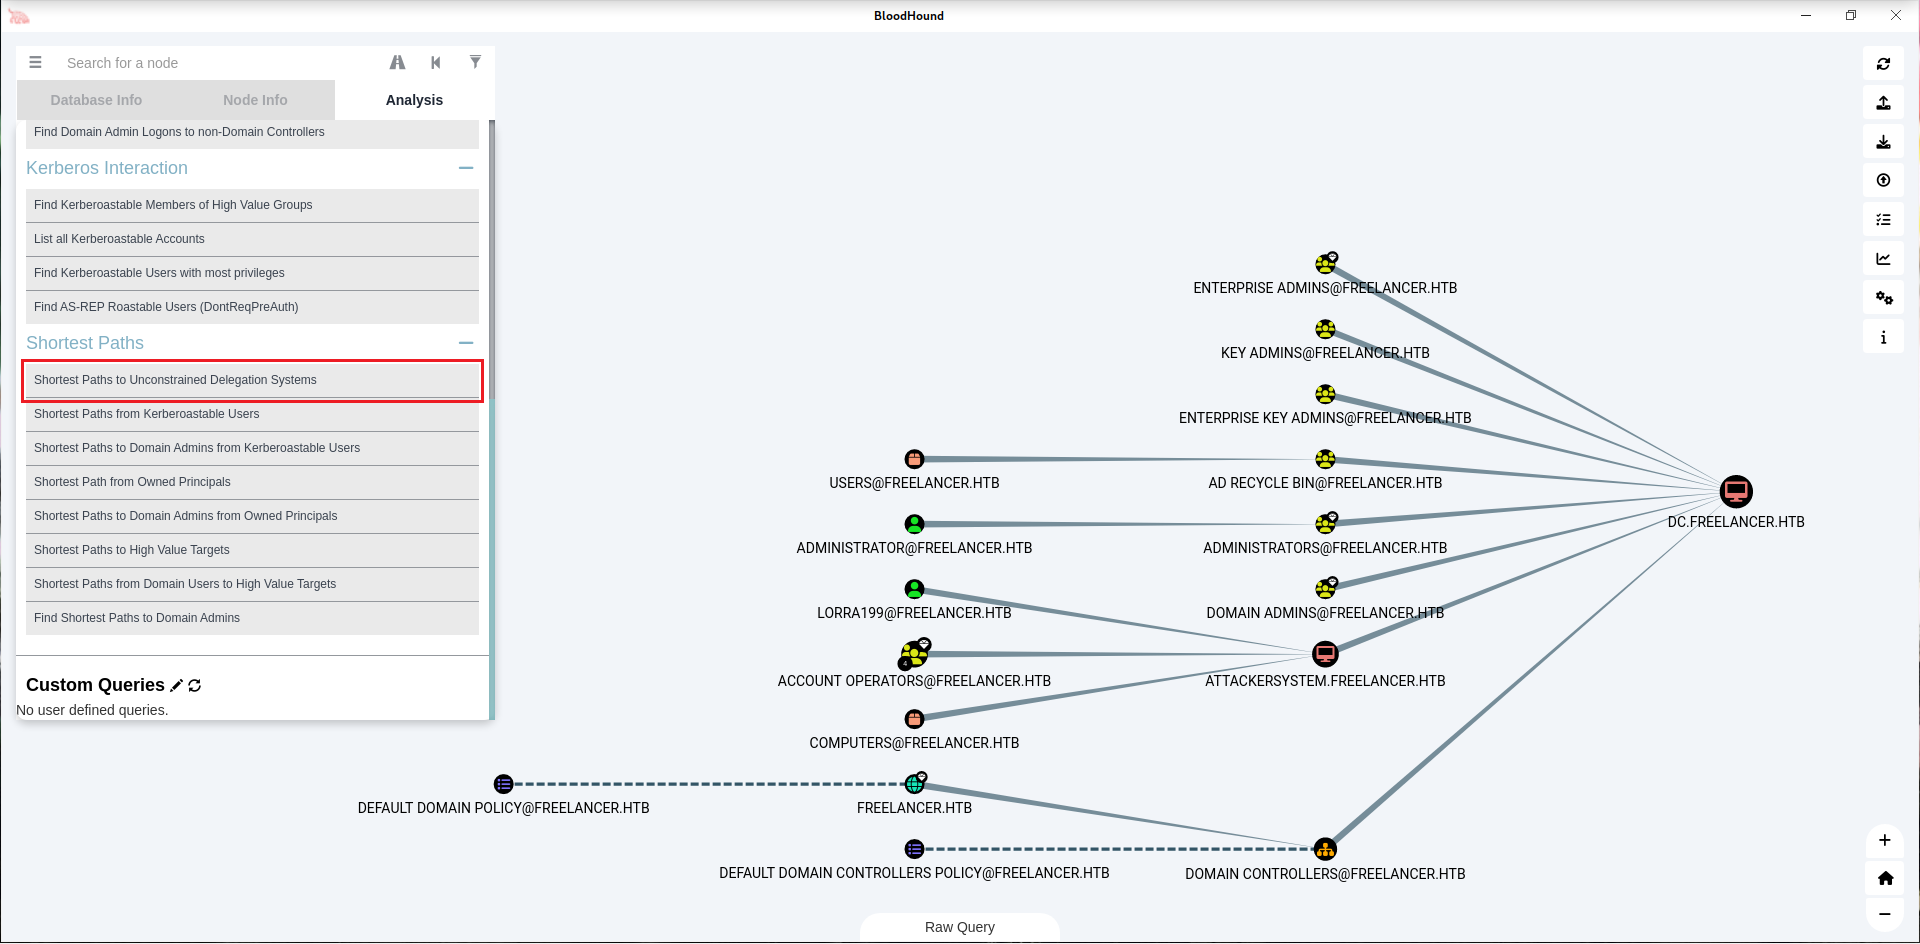 BloodHound
Search for a node
Database Info
Node Info
Analysis
Find Domain Admin Logons to non-Domain Controllers
Kerberos Interaction
Find Kerberoastable Members of High Value Groups
List all Kerberoastable Accounts
Find Kerberoastable Users with most privileges
Find AS-REP Roastable Users (DontReqPreAuth)
Shortest Paths
Shortest Paths to Unconstrained Delegation Systems
Shortest Paths from Kerberoastable Users
Shortest Paths to Domain Admins from Kerberoastable Users
Shortest Path from Owned Principals
Shortest Paths to Domain Admins from Owned Principals
Shortest Paths to High Value Targets
Shortest Paths from Domain Users to High Value Targets
Find Shortest Paths to Domain Admins
Custom Queries
No user defined queries.
ENTERPRISE ADMINS@FREELANCER.HTB
KEY ADMINS@FREELANCER.HTB
ENTERPRISE KEY ADMINS@FREELANCER.HTB
USERS@FREELANCER.HTB
AD RECYCLE BIN@FREELANCER.HTB
DC.FREELANCER.HTB
ADMINISTRATOR@FREELANCER.HTB
ADMINISTRATORS@FREELANCER.HTB
LORRA199@FREELANCER.HTB
DOMAIN ADMINS@FREELANCER.HTB
4
ACCOUNT OPERATORS@FREELANCER.HTB
ATTACKERSYSTEM.FREELANCER.HTB
COMPUTERS@FREELANCER.HTB
DEFAULT DOMAIN POLICY@FREELANCER.HTB
FREELANCER.HTB
DEFAULT DOMAIN CONTROLLERS POLICY@FREELANCER.HTB
DOMAIN CONTROLLERS@FREELANCER.HTB
Raw Query